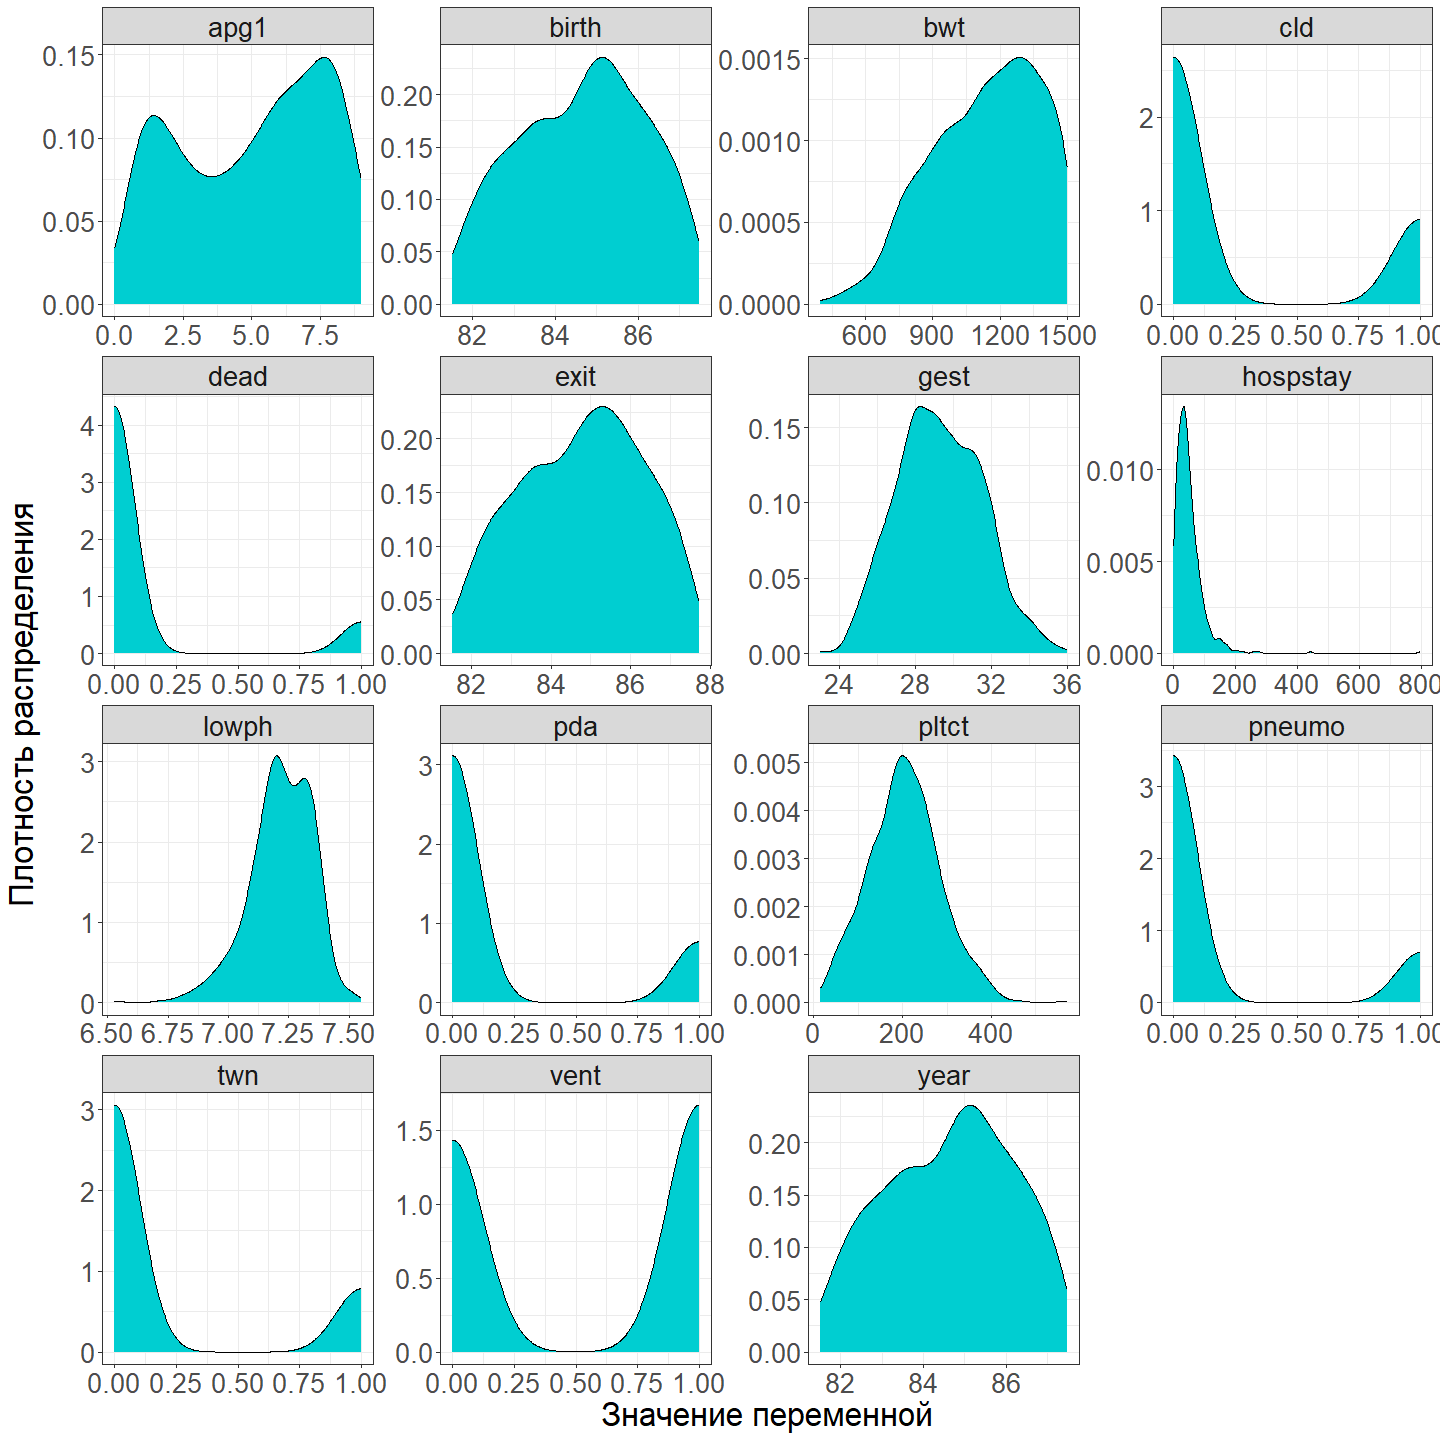 apg1 birth bwt cld
0.15 0.10 0.05 0.00
0.20 0.15 0.10 0.05 0.00
0.0015 0.0010 0.0005 0.0000
2 1 0
0.0 2.5 5.0 7.5
82 84 86
600 900 1200 1500
0.00 0.25 0.50 0.75 1.00
dead exit gest hospstay
4 3 2 1 0
0.20 0.15 0.10 0.05 0.00
0.15 0.10 0.05 0.00
0.010 0.005 0.000
0.00 0.25 0.50 0.75 1.00
82 84 86 88
24 28 32 36
0 200 400 600 800
lowph pda pltct pneumo
3 2 1 0
3 2 1 0
0.005 0.004 0.003 0.002 0.001 0.000
3 2 1 0
6.50 6.75 7.00 7.25 7.50
0.00 0.25 0.50 0.75 1.00
0 200 400
0.00 0.25 0.50 0.75 1.00
twn vent year
3 2 1 0
1.5 1.0 0.5 0.0
0.20 0.15 0.10 0.05 0.00
0.00 0.25 0.50 0.75 1.00
0.00 0.25 0.50 0.75 1.00
82 84 86
Значение переменной
Плотность распределения